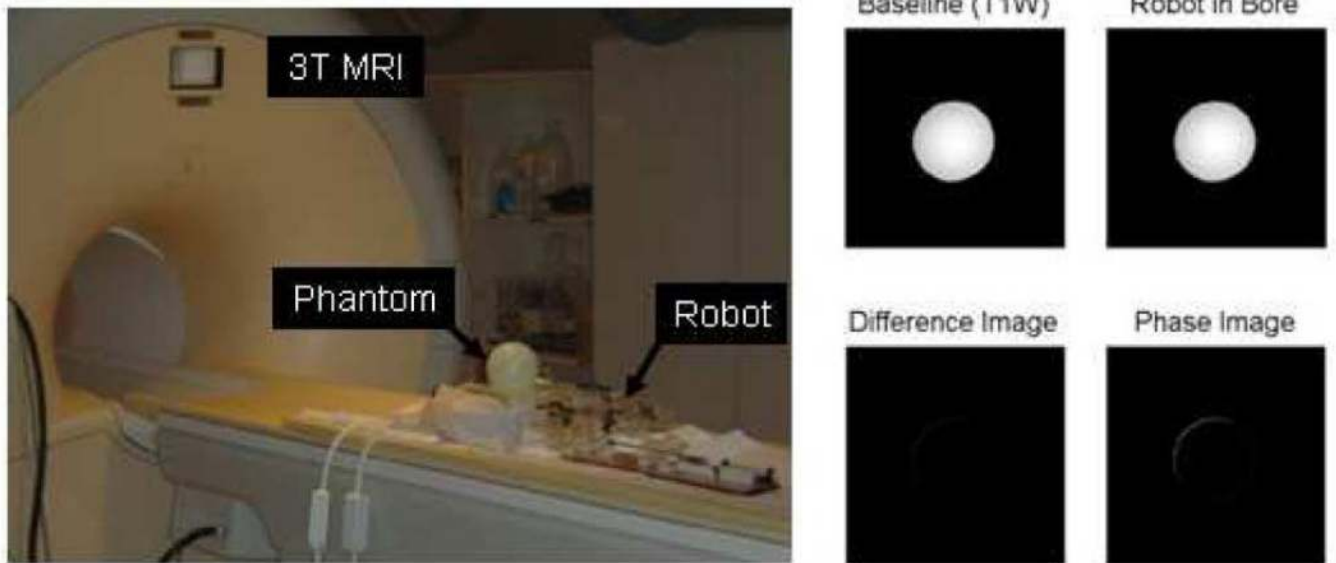 3T MRI
Phantom
Robot
Baseline (T1W)
Robot in Bore
Difference Image
Phase Image